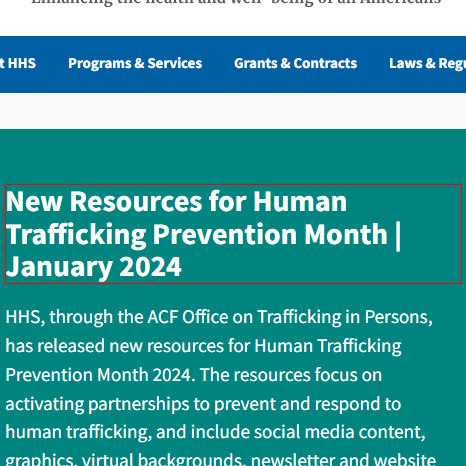 Enhancing the health and well-being of all Americans
t HHS Programs & Services Grants & Contracts Laws & Regu
New Resources for Human
Trafficking Prevention Month |
January 2024
HHS, through the ACF Office on Trafficking in Persons,
has released new resources for Human Trafficking
Prevention Month 2024. The resources focus on
activating partnerships to prevent and respond to
human trafficking, and include social media content,
graphics, virtual backgrounds, newsletter and website